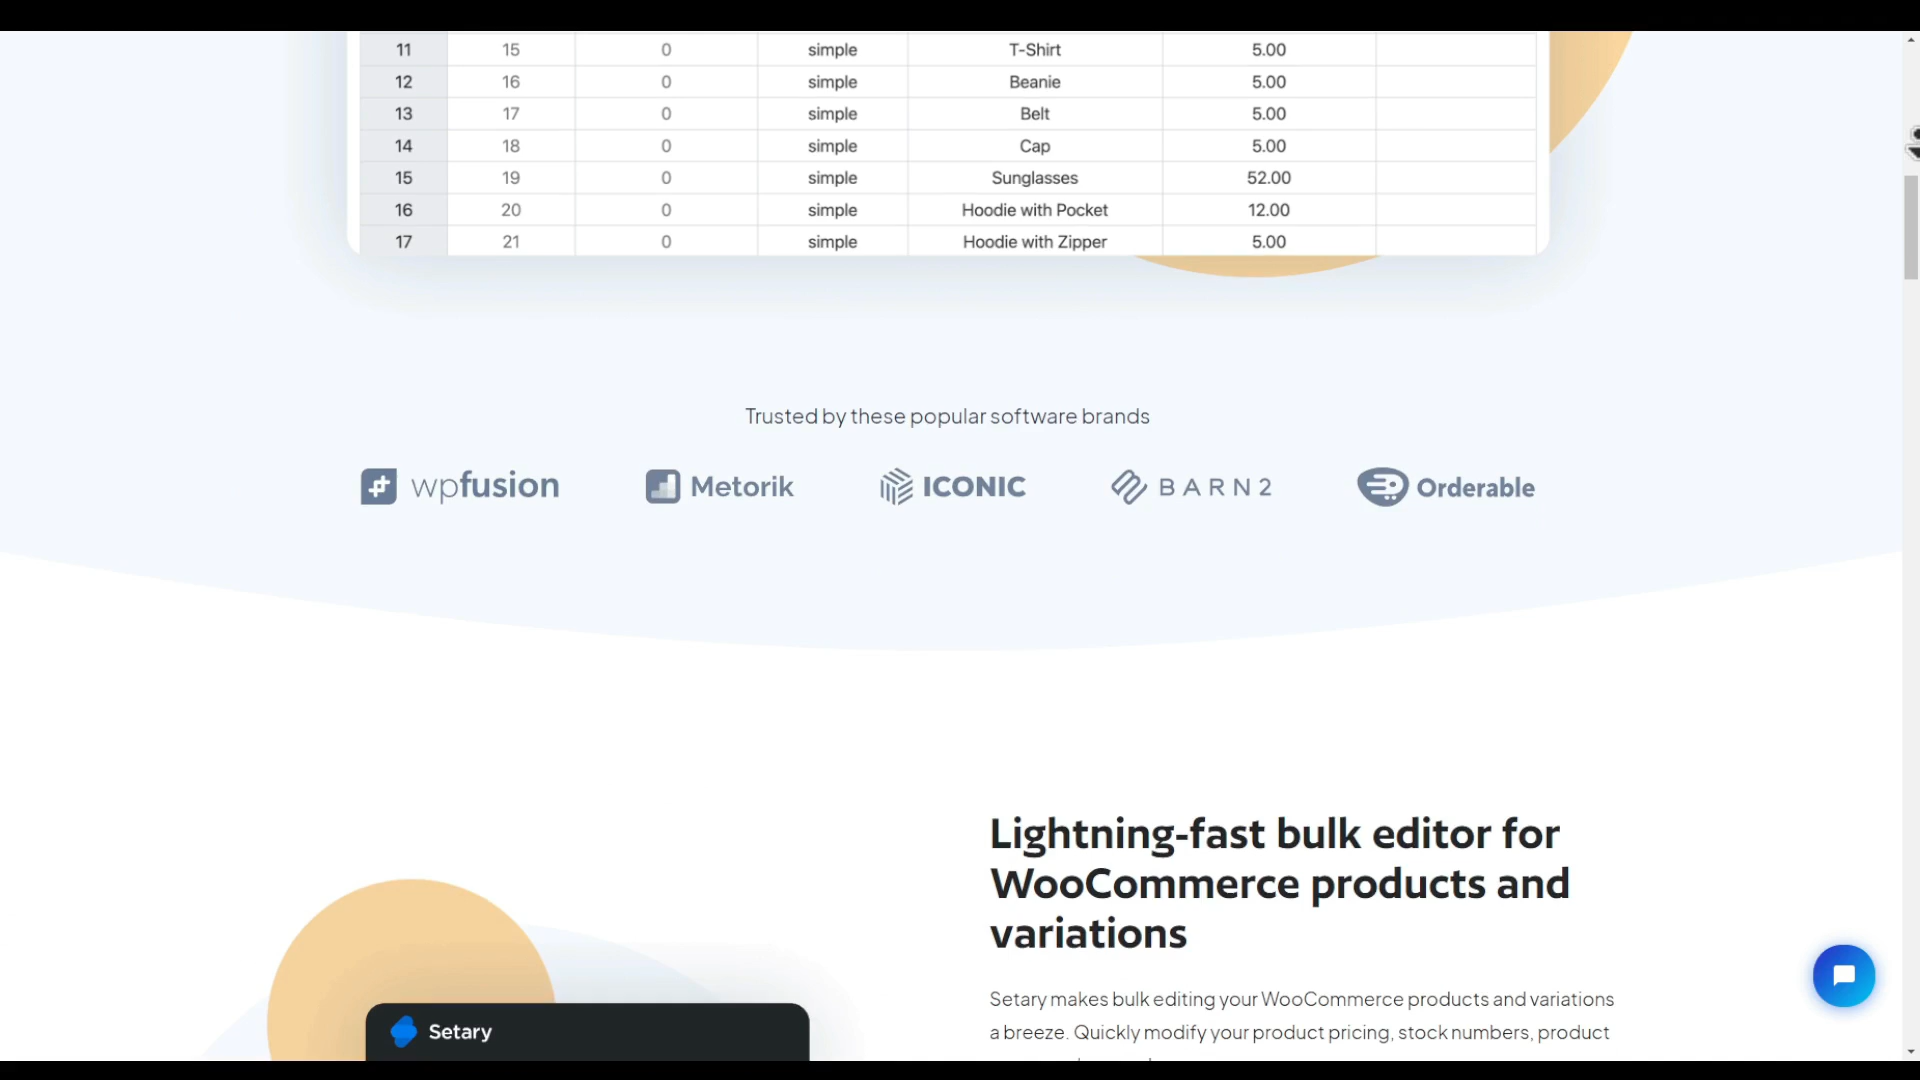 11 15 0 simple T-Shirt 5.00
12 16 0 simple Beanie 5.00
13 17 0 simple Belt 5.00
14 18 0 simple Cap 5.00
15 19 0 simple Sunglasses 52.00
16 20 0 simple Hoodie with Pocket 12.00
17 21 0 simple Hoodie with Zipper 5.00
Trusted by these popular software brands
wpfusion Metorik ICONIC BARN2 Orderable
Lightning-fast bulk editor for
WooCommerce products and
variations
Setary makes bulk editing your WooCommerce products and variations
a breeze. Quickly modify your product pricing, stock numbers, product
Setary